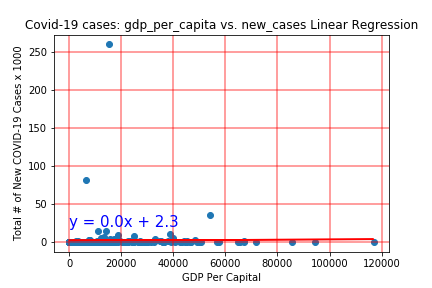 Covid-19 cases: gdp_per_capita vs. new_cases Linear Regression
Total # of New COVID-19 Cases x 1000
250
200
150
100
50
0
y = 0.0x + 2.3
0 20000 40000 60000 80000 100000 120000
GDP Per Capital